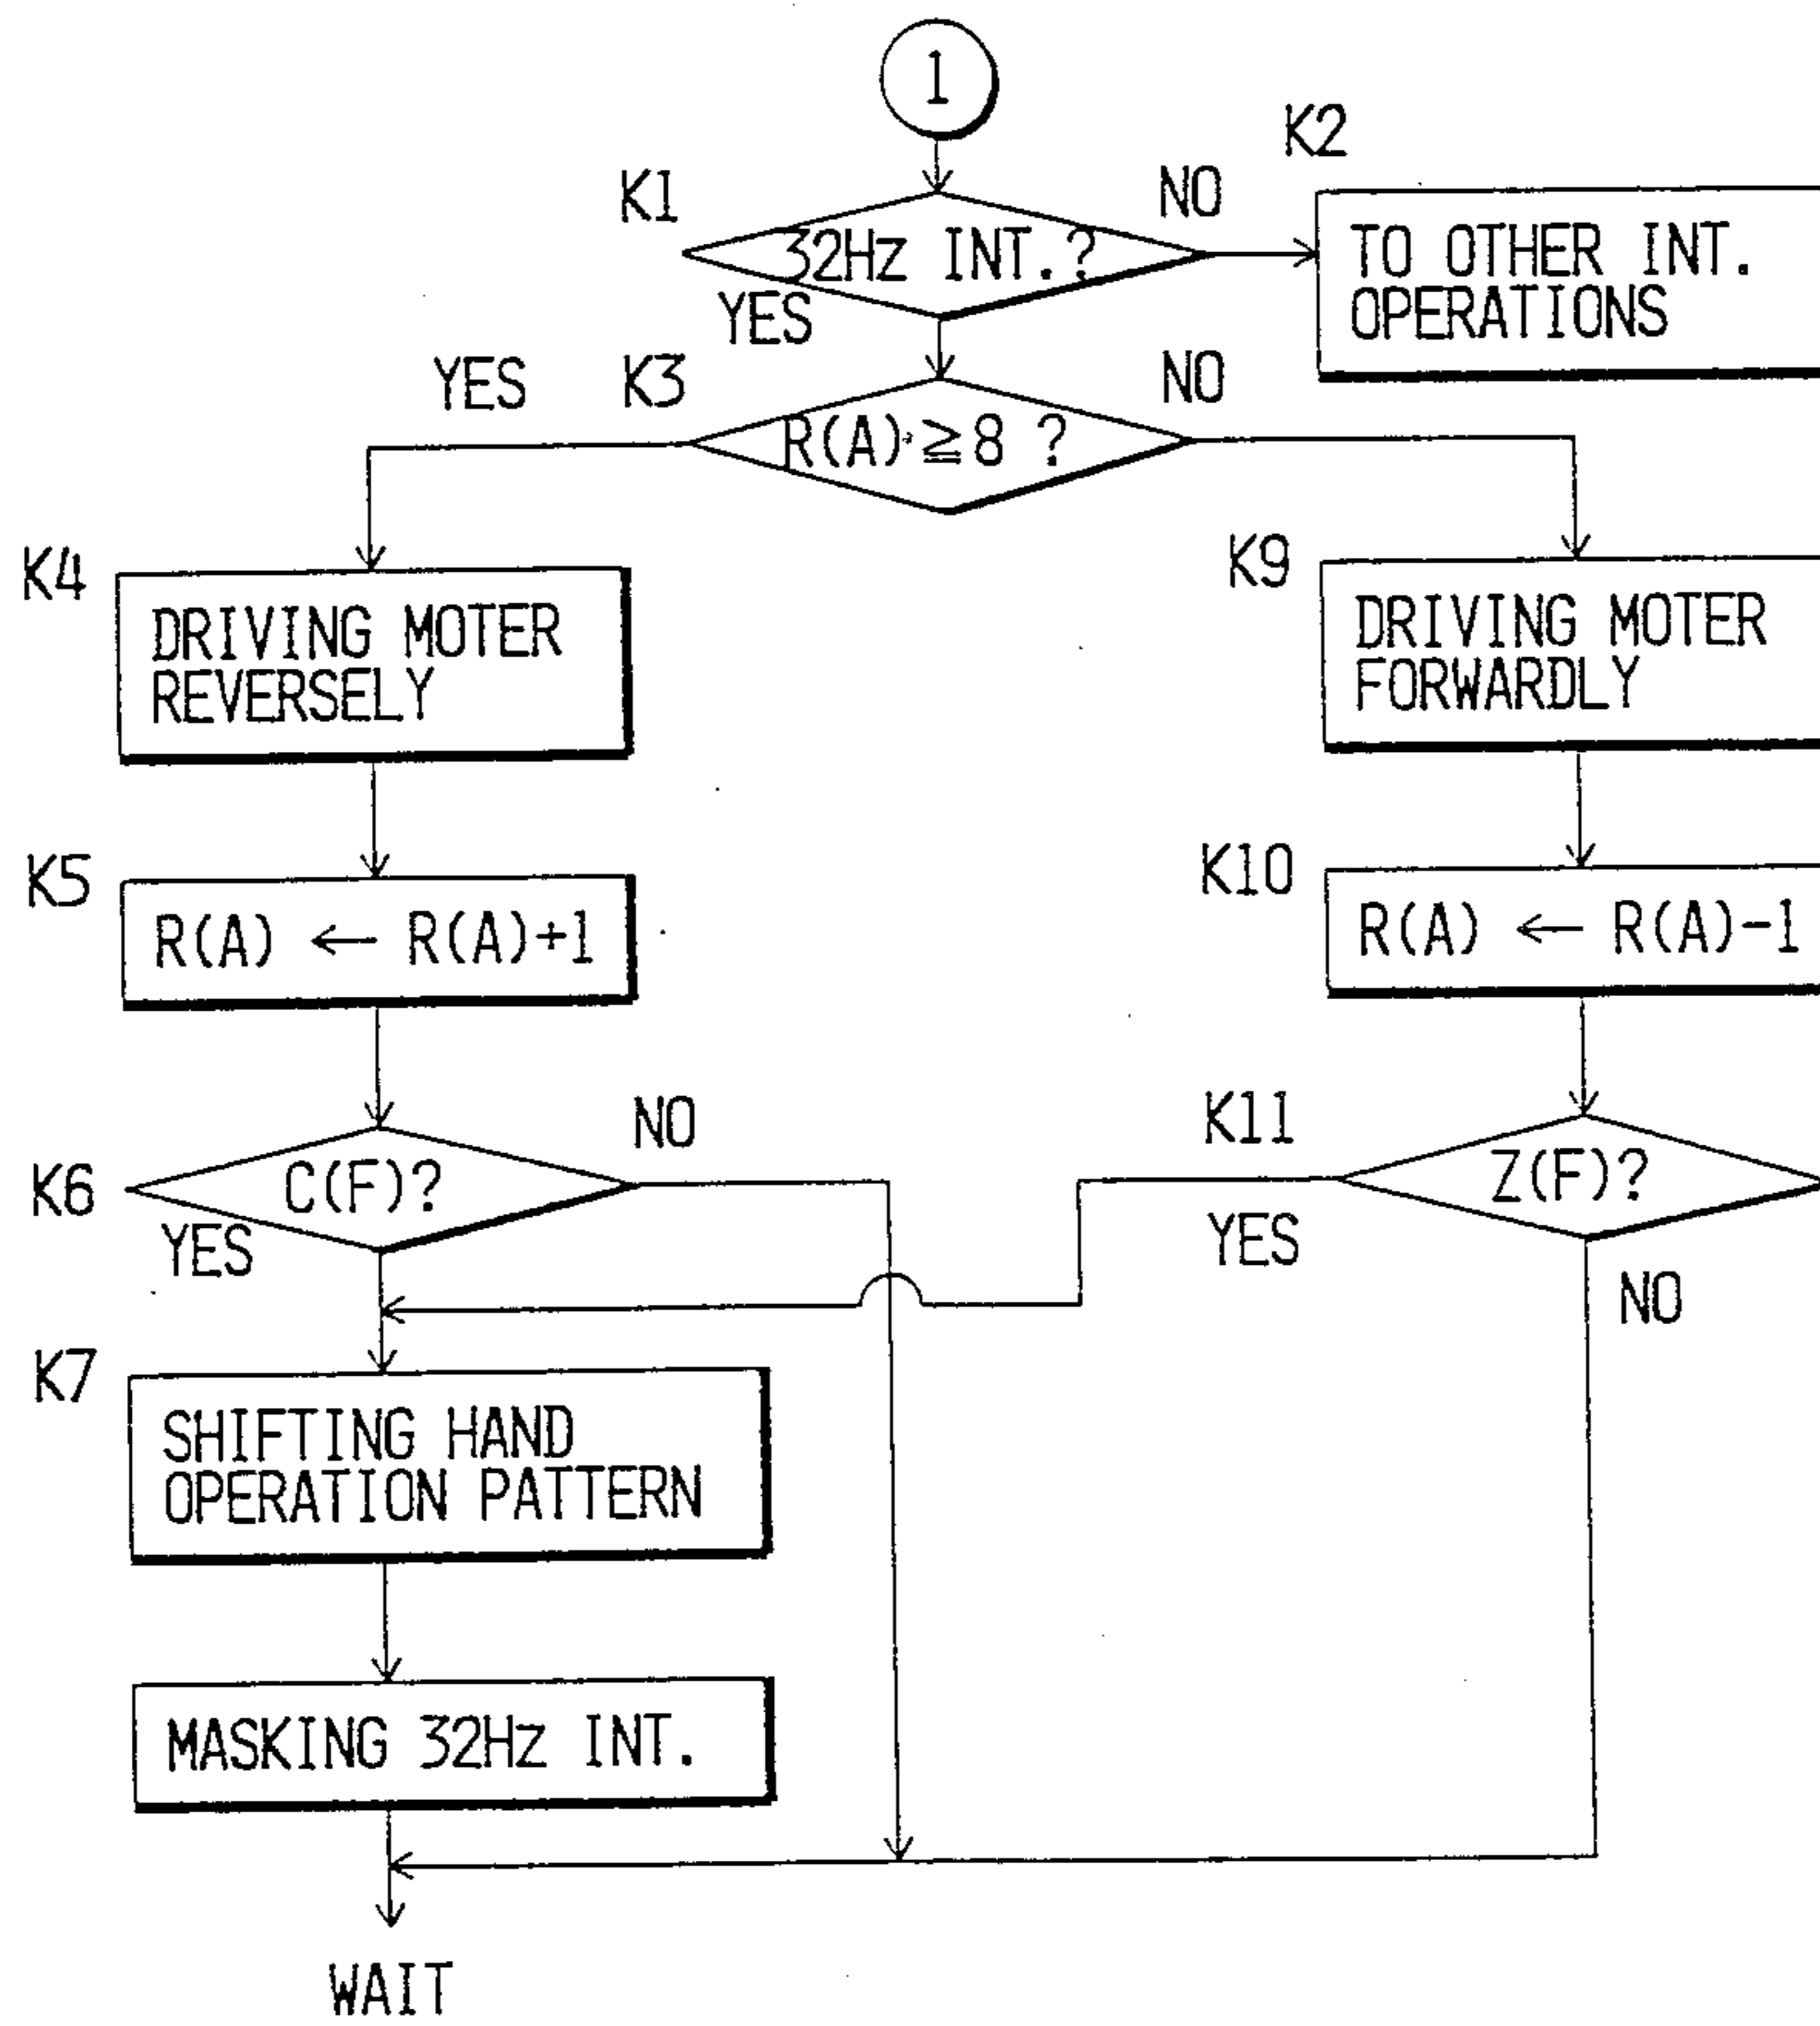 1
K1
32Hz INT.?
NO
YES
K2
TO OTHER INT.
OPERATIONS
K3
R(A)≧8 ?
YES
NO
K4
DRIVING MOTER
REVERSELY
K9
DRIVING MOTER
FORWARDLY
K5
R(A) ← R(A)+1
K10
R(A) ← R(A)-1
K6
C(F)?
NO
YES
K11
Z(F)?
YES
NO
K7
SHIFTING HAND
OPERATION PATTERN
MASKING 32Hz INT.
WAIT